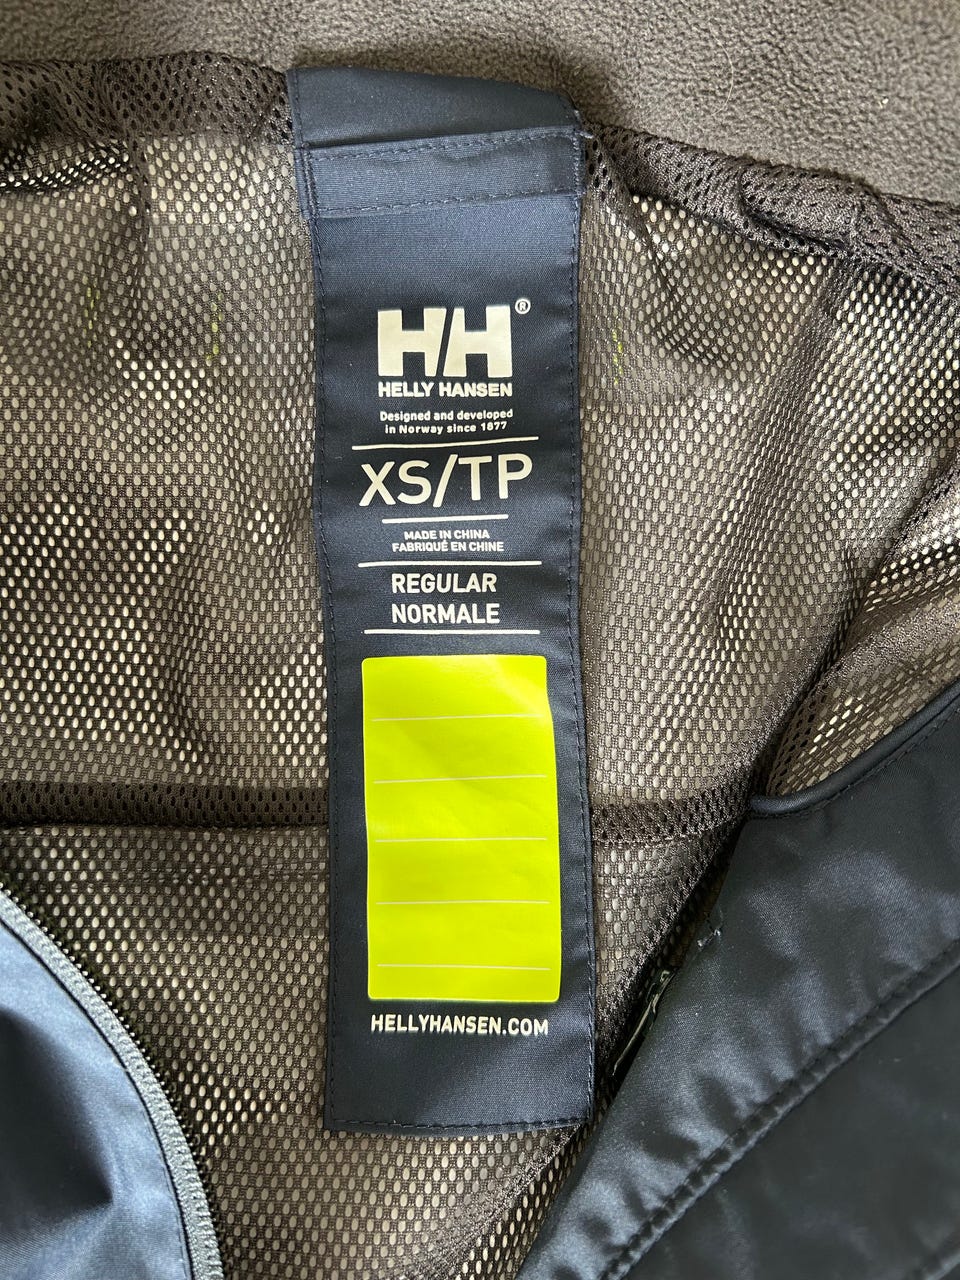 HH®
HELLY HANSEN
Designed and developed
in Norway since 1877
XS/TP
MADE IN CHINA
FABRIQUÉ EN CHINE
REGULAR
NORMALE
HELLYHANSEN.COM